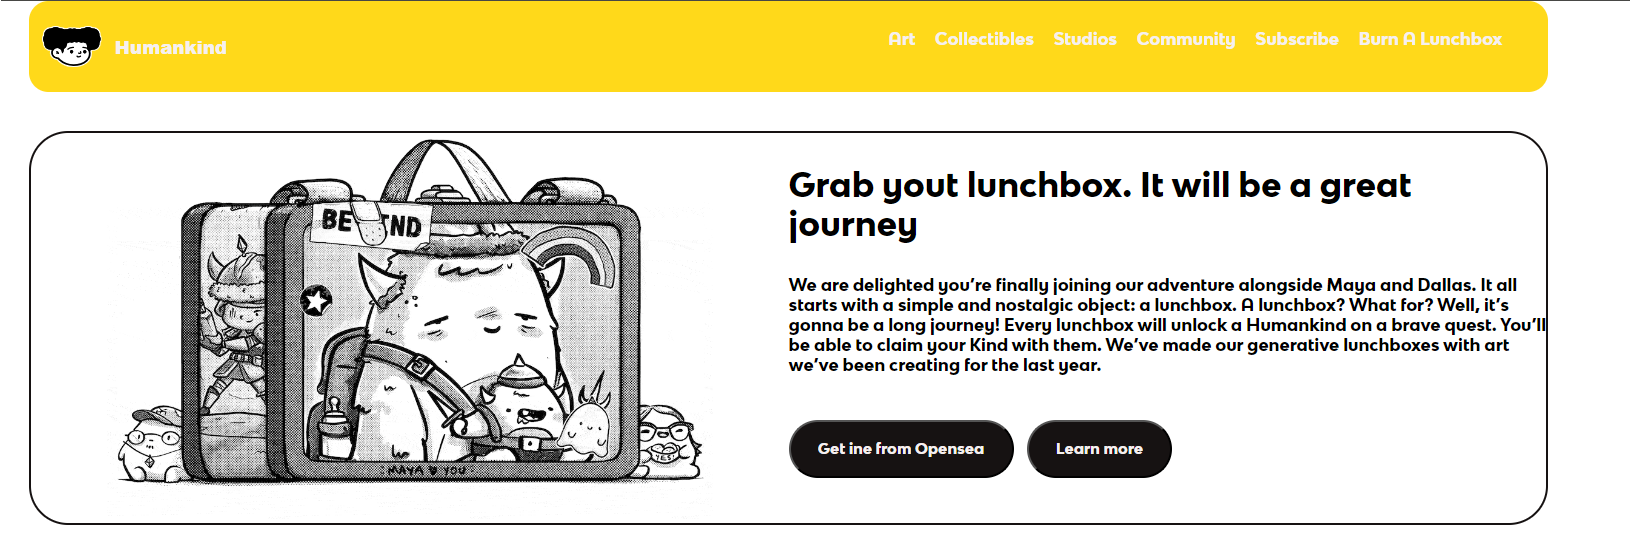 Humankind
Art Collectibles Studios Community Subscribe Burn A Lunchbox
BE KIND
MAYA YOU
YES!
Grab yout lunchbox. It will be a great
journey
We are delighted you’re finally joining our adventure alongside Maya and Dallas. It all
starts with a simple and nostalgic object: a lunchbox. A lunchbox? What for? Well, it’s
gonna be a long journey! Every lunchbox will unlock a Humankind on a brave quest. You’ll
be able to claim your Kind with them. We’ve made our generative lunchboxes with art
we’ve been creating for the last year.
Get ine from Opensea
Learn more